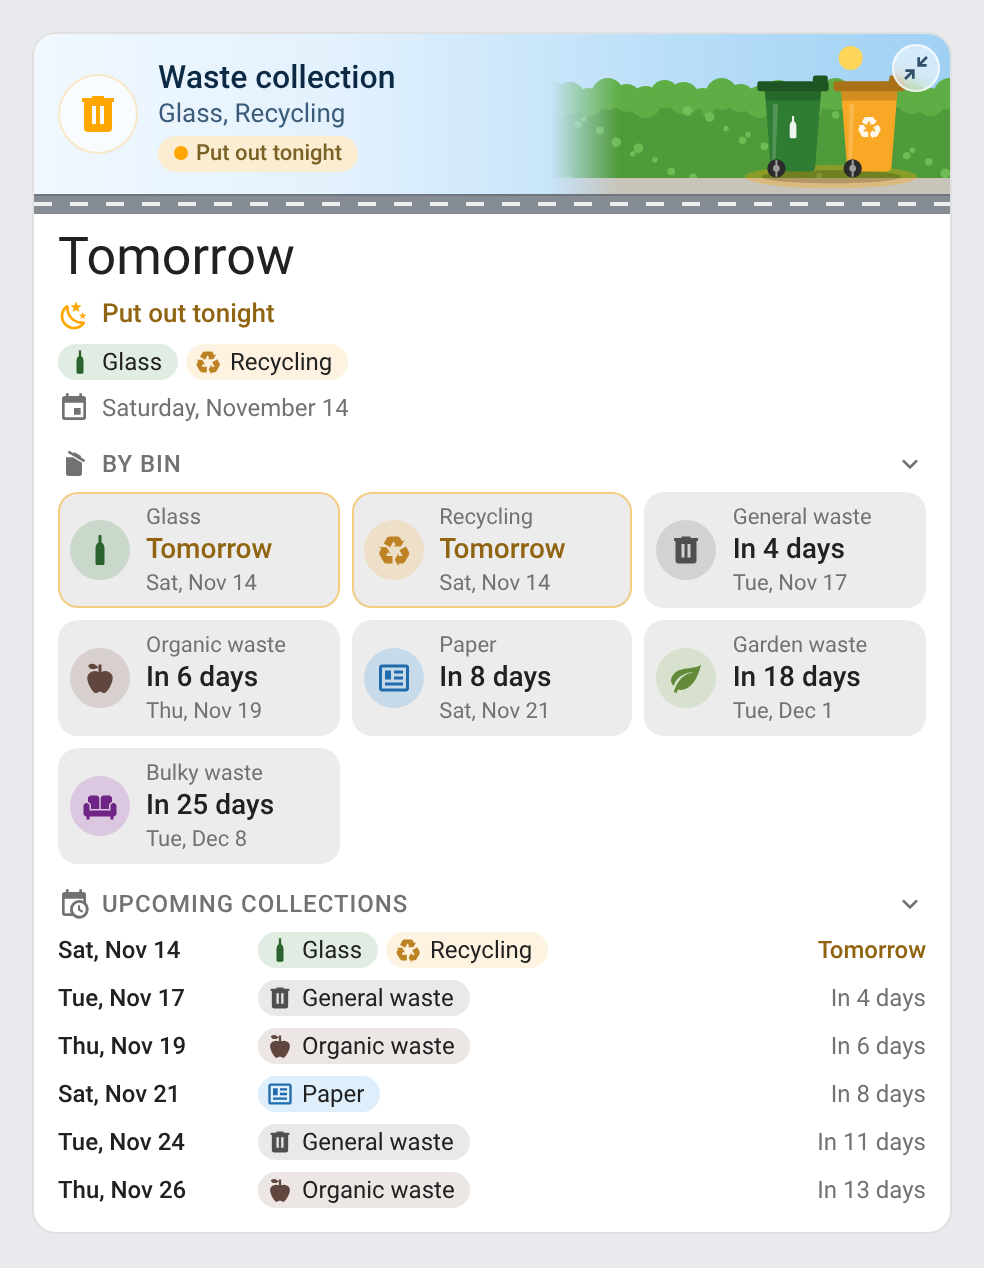 Waste collection
Glass, Recycling
Put out tonight
Tomorrow
Put out tonight
Glass Recycling
Saturday, November 14
BY BIN
Glass
Tomorrow
Sat, Nov 14
Recycling
Tomorrow
Sat, Nov 14
General waste
In 4 days
Tue, Nov 17
Organic waste
In 6 days
Thu, Nov 19
Paper
In 8 days
Sat, Nov 21
Garden waste
In 18 days
Tue, Dec 1
Bulky waste
In 25 days
Tue, Dec 8
UPCOMING COLLECTIONS
Sat, Nov 14 Glass Recycling Tomorrow
Tue, Nov 17 General waste In 4 days
Thu, Nov 19 Organic waste In 6 days
Sat, Nov 21 Paper In 8 days
Tue, Nov 24 General waste In 11 days
Thu, Nov 26 Organic waste In 13 days